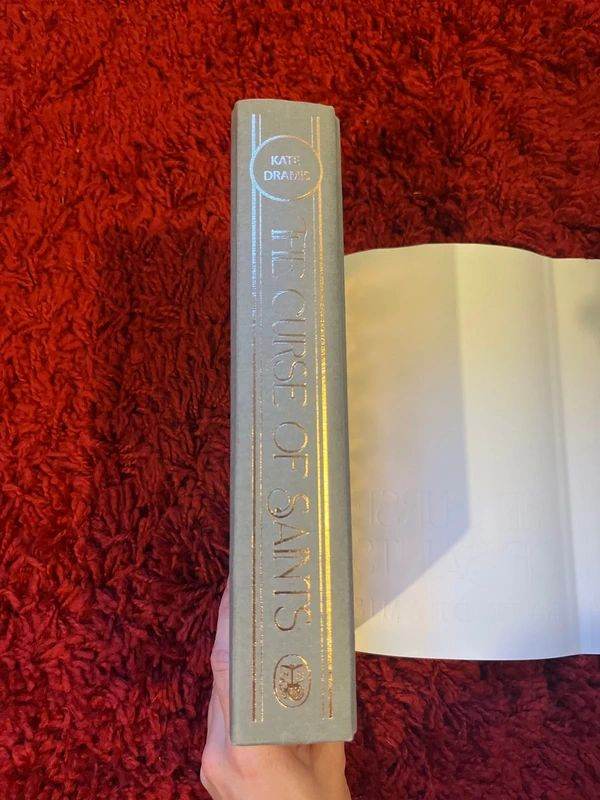 KATE
DRAMIS
THE CURSE OF SAINTS